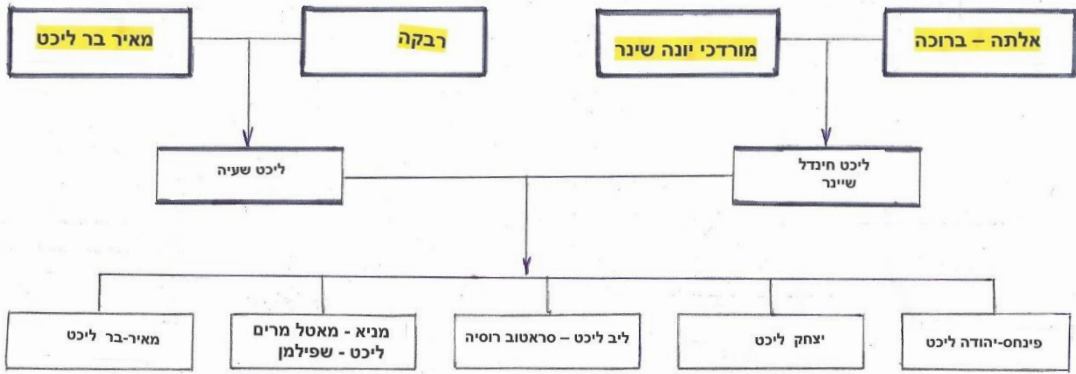 אלתה – ברוכה
מורדכי יונה שינר
רבקה
מאיר בר ליכט
ליכט חינדל
שיינר
ליכט שעיה
פינחס-יהודה ליכט
יצחק ליכט
ליב ליכט – סראטוב רוסיה
מניא - מאטל מרים
ליכט - שפילמן
מאיר-בר ליכט